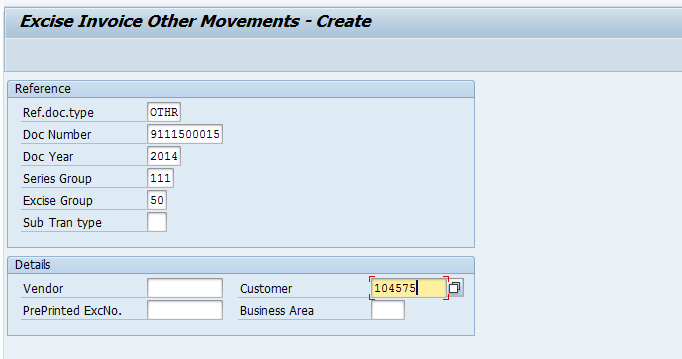 Excise Invoice Other Movements - Create
Reference
Ref.doc.type OTHR
Doc Number 9111500015
Doc Year 2014
Series Group 111
Excise Group 50
Sub Tran type
Details
Vendor Customer 104575
PrePrinted ExcNo. Business Area